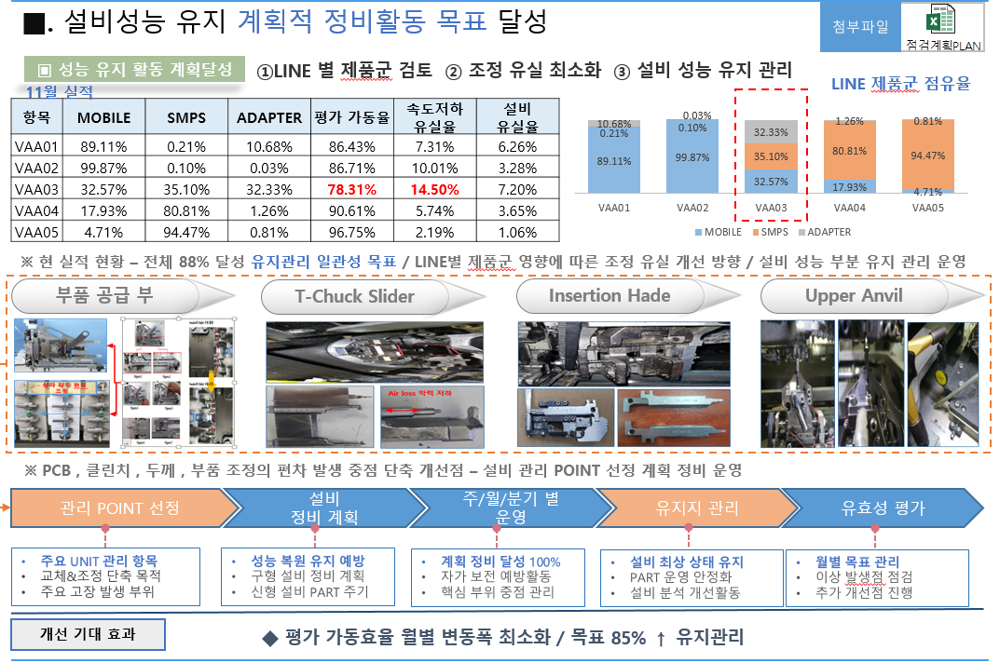 ■. 설비성능 유지 계획적 정비활동 목표 달성
첨부파일
점검계획PLAN
▣ 성능 유지 활동 계획달성
①LINE 별 제품군 검토 ② 조정 유실 최소화 ③ 설비 성능 유지 관리
11월 실적
LINE 제품군 점유율
항목 MOBILE SMPS ADAPTER 평가 가동율 속도저하 유실율 설비 유실율
VAA01 89.11% 0.21% 10.68% 86.43% 7.31% 6.26%
VAA02 99.87% 0.10% 0.03% 86.71% 10.01% 3.28%
VAA03 32.57% 35.10% 32.33% 78.31% 14.50% 7.20%
VAA04 17.93% 80.81% 1.26% 90.61% 5.74% 3.65%
VAA05 4.71% 94.47% 0.81% 96.75% 2.19% 1.06%
10.68% 0.03% 32.33% 1.26% 0.81%
0.21% 0.10% 35.10% 80.81% 94.47%
89.11% 99.87% 32.57% 17.93% 4.71%
VAA01 VAA02 VAA03 VAA04 VAA05
MOBILE SMPS ADAPTER
※ 현 실적 현황 – 전체 88% 달성 유지관리 일관성 목표 / LINE별 제품군 영향에 따른 조정 유실 개선 방향 / 설비 성능 부분 유지 관리 운영
부품 공급 부
T-Chuck Slider
Insertion Hade
Upper Anvil
조정
Air loss 악력 저하
※ PCB , 클린치 , 두께 , 부품 조정의 편차 발생 중점 단축 개선점 – 설비 관리 POINT 선정 계획 정비 운영
관리 POINT 선정
설비
정비 계획
주/월/분기 별
운영
유지지 관리
유효성 평가
• 주요 UNIT 관리 항목
• 교체&조정 단축 목적
• 주요 고장 발생 부위
• 성능 복원 유지 예방
• 구형 설비 정비 계획
• 신형 설비 PART 주기
• 계획 정비 달성 100%
• 자가 보전 예방활동
• 핵심 부위 중점 관리
• 설비 최상 상태 유지
• PART 운영 안정화
• 설비 분석 개선활동
• 월별 목표 관리
• 이상 발생점 점검
• 추가 개선점 진행
개선 기대 효과
◆ 평가 가동효율 월별 변동폭 최소화 / 목표 85% ↑ 유지관리